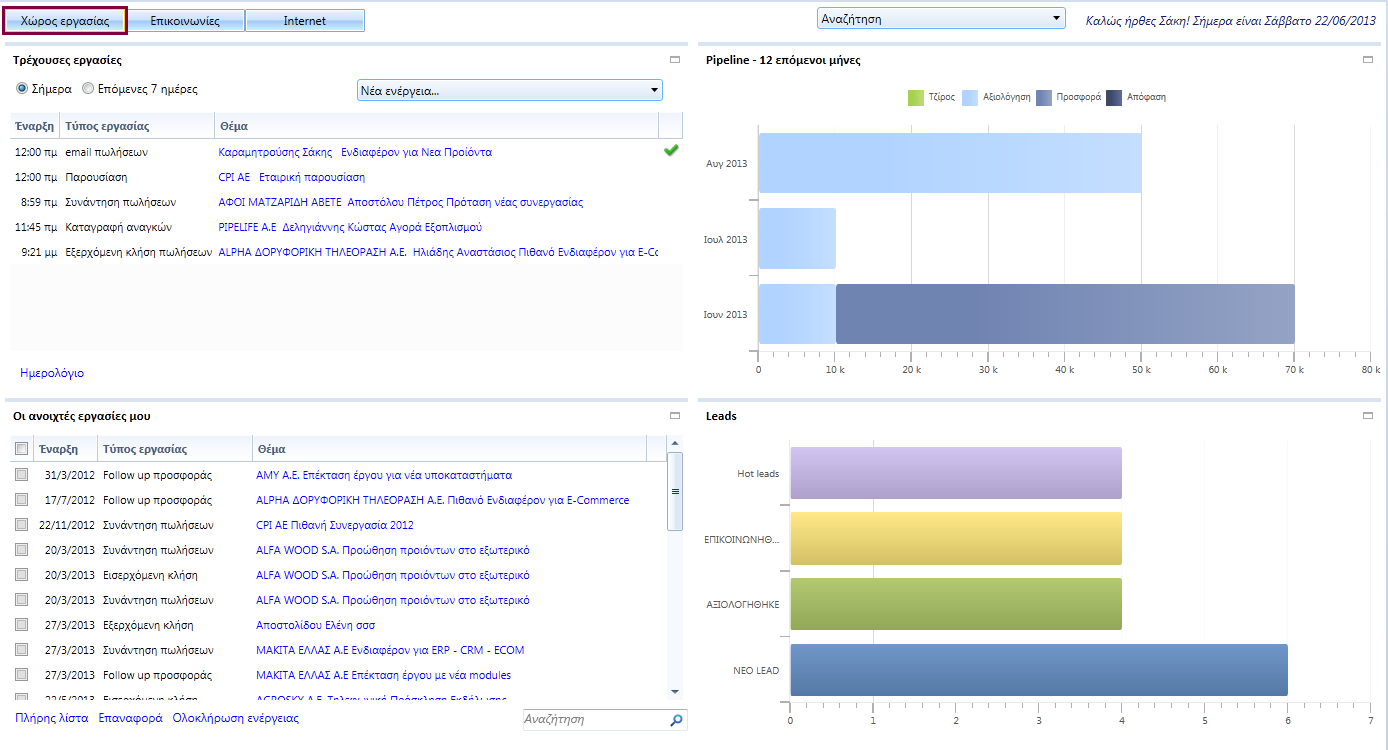 Χώρος εργασίας Επικοινωνίες Internet Αναζήτηση Καλώς ήρθες Σάκη! Σήμερα είναι Σάββατο 22/06/2013
Τρέχουσες εργασίες
Σήμερα Επόμενες 7 ημέρες Νέα ενέργεια...
Έναρξη Τύπος εργασίας Θέμα
12:00 πμ email πωλήσεων Καραμητρούσης Σάκης Ενδιαφέρον για Νεα Προϊόντα
12:00 πμ Παρουσίαση CPI AE Εταιρική παρουσίαση
8:59 πμ Συνάντηση πωλήσεων ΑΦΟΙ ΜΑΤΖΑΡΙΔΗ ΑΒΕΤΕ Αποστόλου Πέτρος Πρόταση νέας συνεργασίας
11:45 πμ Καταγραφή αναγκών PIPELIFE A.E Δεληγιάννης Κώστας Αγορά Εξοπλισμού
9:21 μμ Εξερχόμενη κλήση πωλήσεων ALPHA ΔΟΡΥΦΟΡΙΚΗ ΤΗΛΕΟΡΑΣΗ Α.Ε. Ηλιάδης Αναστάσιος Πιθανό Ενδιαφέρον για E-Cc
Ημερολόγιο
Pipeline - 12 επόμενοι μήνες
Τζίρος Αξιολόγηση Προσφορά Απόφαση
Αυγ 2013
Ιουλ 2013
Ιουν 2013
0 10 k 20 k 30 k 40 k 50 k 60 k 70 k 80 k
Οι ανοιχτές εργασίες μου
Έναρξη Τύπος εργασίας Θέμα
31/3/2012 Follow up προσφοράς ΑΜΥ Α.Ε. Επέκταση έργου για νέα υποκαταστήματα
17/7/2012 Follow up προσφοράς ALPHA ΔΟΡΥΦΟΡΙΚΗ ΤΗΛΕΟΡΑΣΗ Α.Ε. Πιθανό Ενδιαφέρον για E-Commerce
22/11/2012 Συνάντηση πωλήσεων CPI AE Πιθανή Συνεργασία 2012
20/3/2013 Συνάντηση πωλήσεων ALFA WOOD S.A. Προώθηση προιόντων στο εξωτερικό
20/3/2013 Εισερχόμενη κλήση ALFA WOOD S.A. Προώθηση προιόντων στο εξωτερικό
20/3/2013 Συνάντηση πωλήσεων ALFA WOOD S.A. Προώθηση προιόντων στο εξωτερικό
27/3/2013 Εξερχόμενη κλήση Αποστολίδου Ελένη σσσ
27/3/2013 Συνάντηση πωλήσεων ΜΑΚΙΤΑ ΕΛΛΑΣ Α.Ε Ενδιαφέρον για ERP - CRM - ECOM
27/3/2013 Follow up προσφοράς ΜΑΚΙΤΑ ΕΛΛΑΣ Α.Ε Επέκταση έργου με νέα modules
22/5/2013 Εισερχόμενη κλήση AGROSKY A.E. Τηλεφωνική Πρόσκληση Εκδήλωσης
Πλήρης λίστα Επαναφορά Ολοκλήρωση ενέργειας Αναζήτηση
Leads
Hot leads
ΕΠΙΚΟΙΝΩΝΗΘ...
ΑΞΙΟΛΟΓΗΘΗΚΕ
ΝΕΟ LEAD
0 1 2 3 4 5 6 7